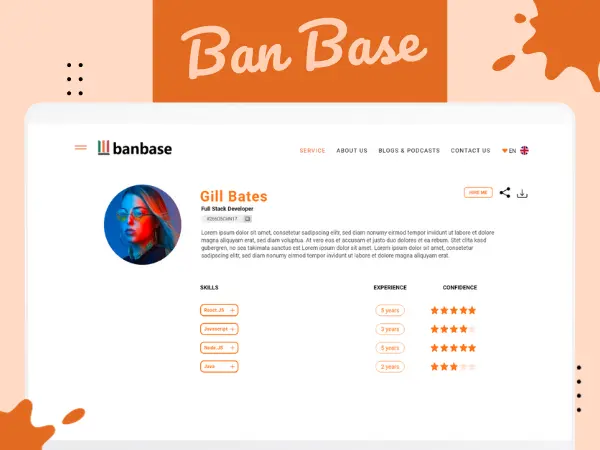 Ban Base
banbase
SERVICE ABOUT US BLOGS & PODCASTS CONTACT US EN
Gill Bates
HIRE ME
Full Stack Developer
Lorem ipsum dolor sit amet, consetetur sadipscing elitr, sed diam nonumy eirmod tempor invidunt ut labore et dolore
magna aliquyam erat, sed diam voluptua. At vero eos et accusam et justo duo dolores et ea rebum. Stet clita kasd
gubergren, no sea takimata sanctus est Lorem ipsum dolor sit amet. Lorem ipsum dolor sit amet, consetetur
sadipscing elitr, sed diam nonumy eirmod tempor invidunt ut labore et dolore magna aliquyam erat.
SKILLS EXPERIENCE CONFIDENCE
React.JS + 5 years
Javascript + 3 years
Node.JS + 5 years
Java + 2 years